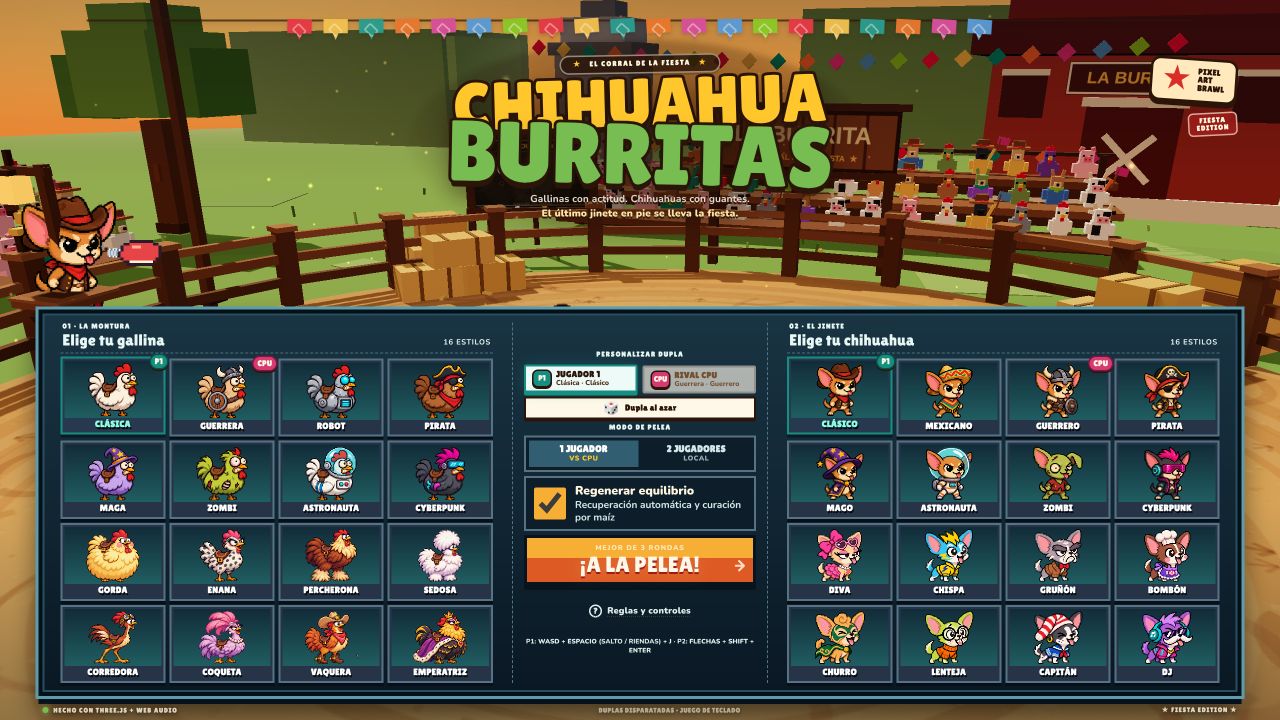 ★ EL CORRAL DE LA FIESTA ★
CHIHUAHUA
BURRITAS
Gallinas con actitud. Chihuahuas con guantes.
El último jinete en pie se lleva la fiesta.
LA BUR
PIXEL
ART
BRAWL
FIESTA
EDITION
01 · LA MONTURA
Elige tu gallina
16 ESTILOS
P1
CPU
CLÁSICA
GUERRERA
ROBOT
PIRATA
MAGA
ZOMBI
ASTRONAUTA
CYBERPUNK
GORDA
ENANA
PERCHERONA
SEDOSA
CORREDORA
COQUETA
VAQUERA
EMPERATRIZ
PERSONALIZAR DUPLA
P1 JUGADOR 1
Clásica · Clásico
CPU RIVAL CPU
Guerrera · Guerrero
Dupla al azar
MODO DE PELEA
1 JUGADOR
VS CPU
2 JUGADORES
LOCAL
Regenerar equilibrio
Recuperación automática y curación
por maíz
MEJOR DE 3 RONDAS
¡A LA PELEA! →
? Reglas y controles
P1: WASD + ESPACIO (SALTO / RIENDAS) + J · P2: FLECHAS + SHIFT +
ENTER
02 · EL JINETE
Elige tu chihuahua
16 ESTILOS
P1
CPU
CLÁSICO
MEXICANO
GUERRERO
PIRATA
MAGO
ASTRONAUTA
ZOMBI
CYBERPUNK
DIVA
CHISPA
GRUÑÓN
BOMBÓN
CHURRO
LENTEJA
CAPITÁN
DJ
HECHO CON THREE.JS + WEB AUDIO
DUPLAS DISPARATADAS · JUEGO DE TECLADO
★ FIESTA EDITION ★